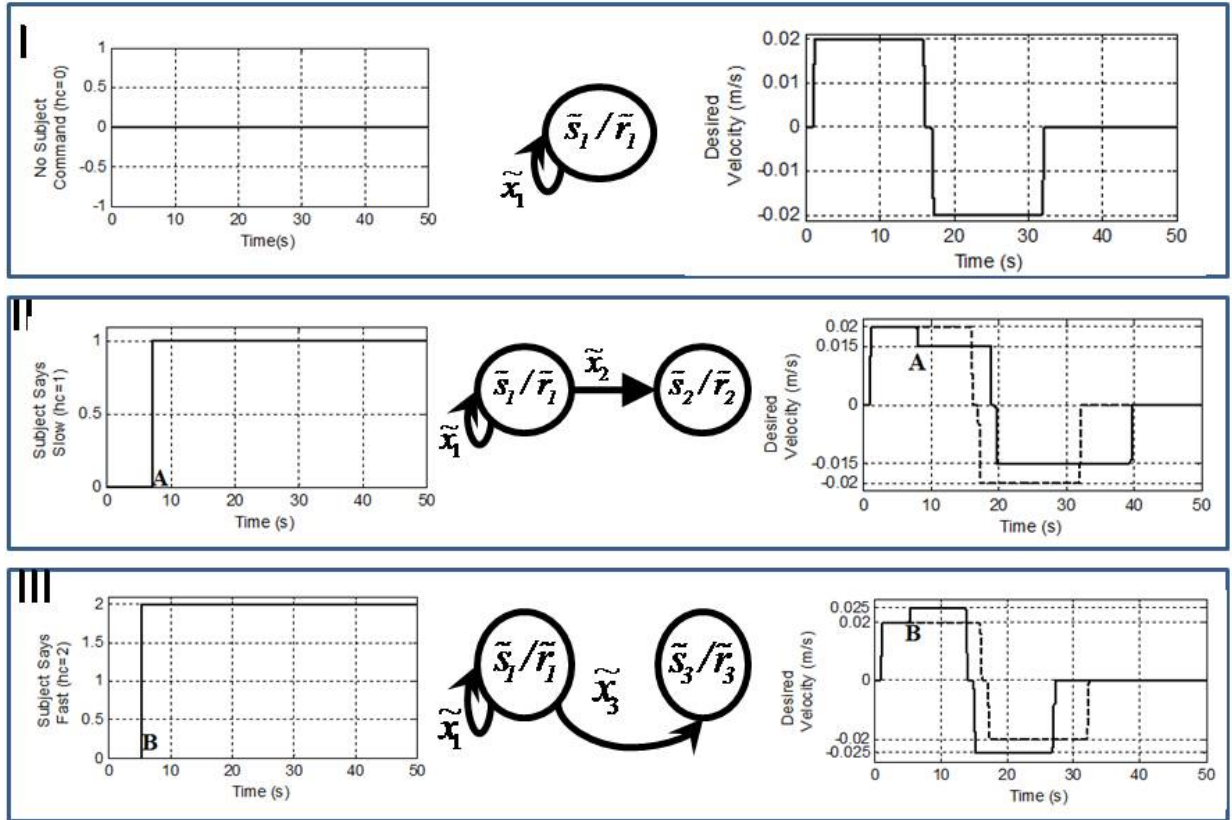 I
No Subject
Command (hc=0)
1
0.5
0
-0.5
-1
0 10 20 30 40 50
Time(s)
s̃₁/r̃₁
x̃₁
Desired
Velocity (m/s)
0.02
0.01
0
-0.01
-0.02
0 10 20 30 40 50
Time (s)
II
Subject Says
Slow (hc=1)
1
0.5
0
A
0 10 20 30 40 50
Time (s)
s̃₁/r̃₁
x̃₂
s̃₂/r̃₂
x̃₁
Desired
Velocity (m/s)
0.02
0.015
A
0
-0.015
-0.02
0 10 20 30 40 50
Time (s)
III
Subject Says
Fast (hc=2)
2
1.5
1
0.5
0
B
0 10 20 30 40 50
Time (s)
s̃₁/r̃₁
s̃₃/r̃₃
x̃₃
x̃₁
Desired
Velocity (m/s)
0.025
0.02
B
0
-0.02
-0.025
0 10 20 30 40 50
Time (s)